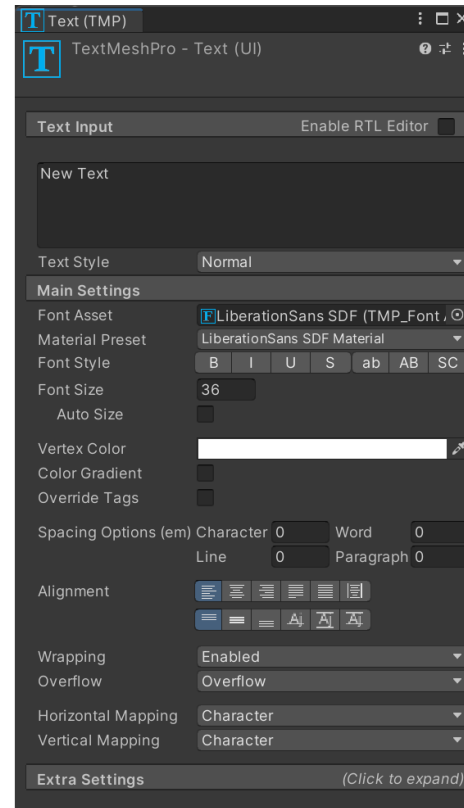 Text (TMP)
TextMeshPro - Text (UI)
Text Input Enable RTL Editor
New Text
Text Style Normal
Main Settings
Font Asset LiberationSans SDF (TMP_Font
Material Preset LiberationSans SDF Material
Font Style B I U S ab AB SC
Font Size 36
Auto Size
Vertex Color
Color Gradient
Override Tags
Spacing Options (em) Character 0 Word 0
Line 0 Paragraph 0
Alignment
Wrapping Enabled
Overflow Overflow
Horizontal Mapping Character
Vertical Mapping Character
Extra Settings (Click to expand)